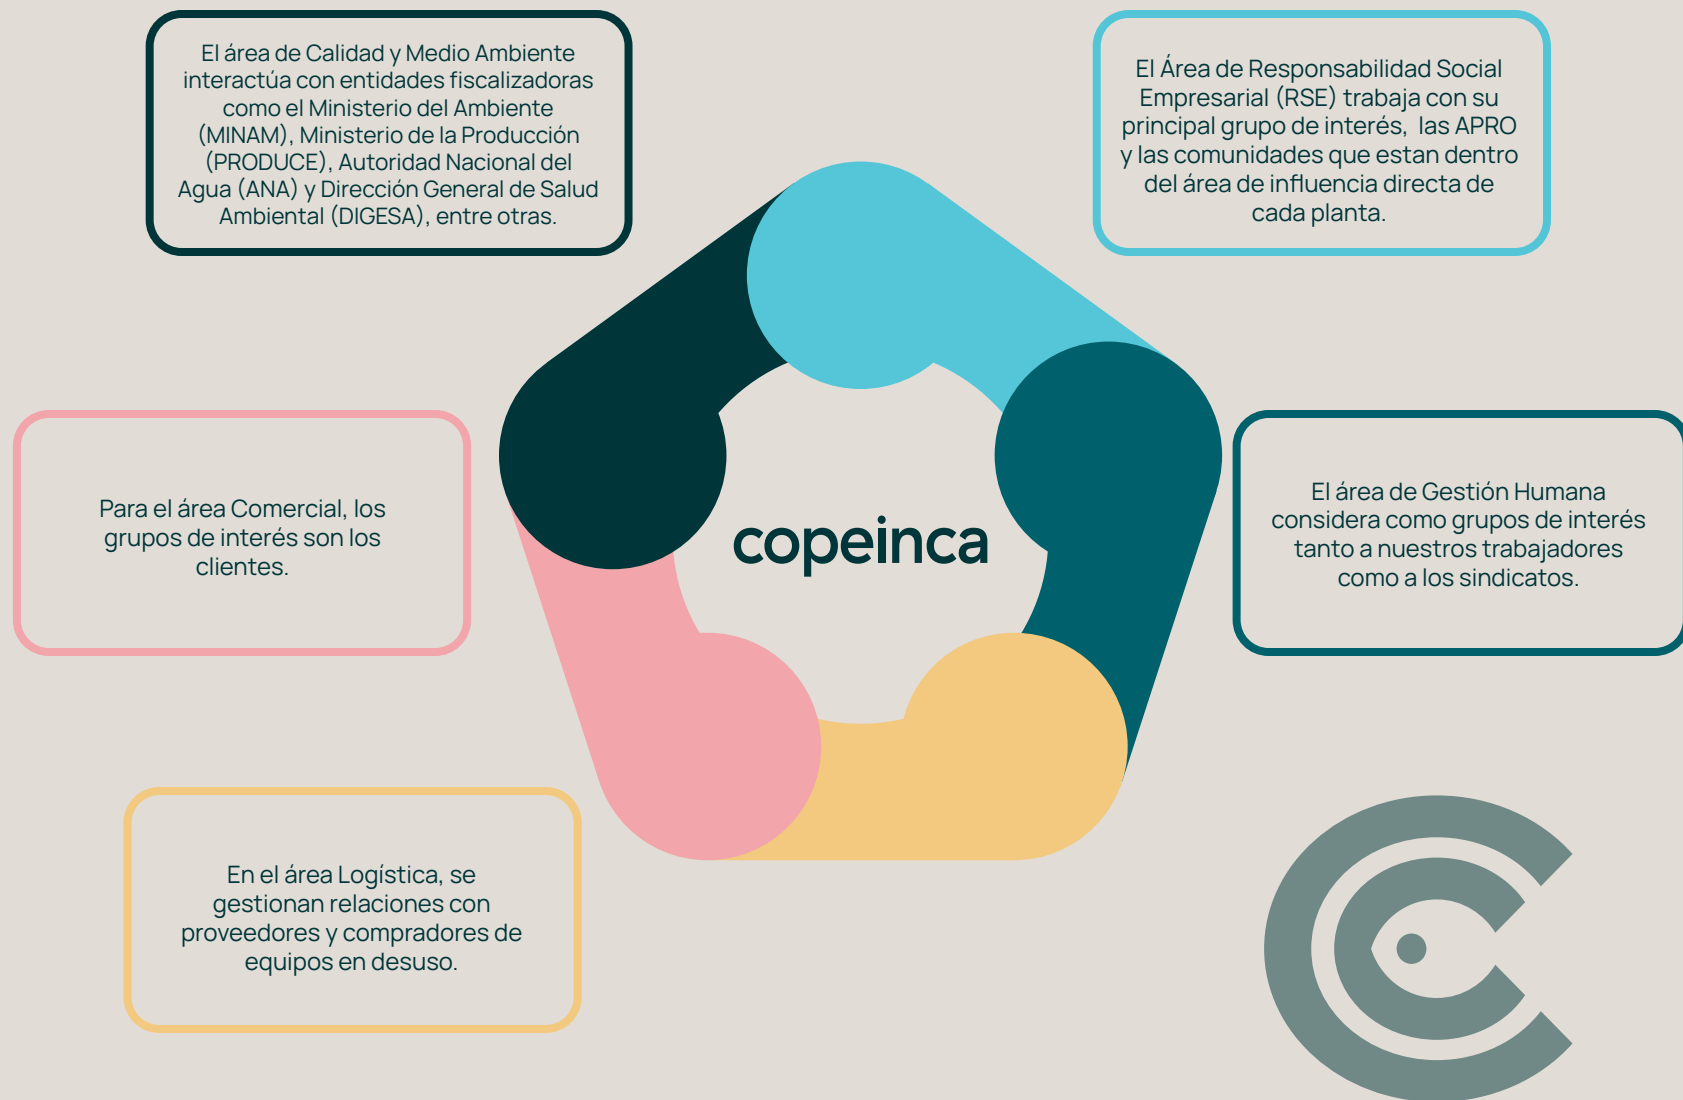 El área de Calidad y Medio Ambiente
interactúa con entidades fiscalizadoras
como el Ministerio del Ambiente
(MINAM), Ministerio de la Producción
(PRODUCE), Autoridad Nacional del
Agua (ANA) y Dirección General de Salud
Ambiental (DIGESA), entre otras.
El Área de Responsabilidad Social
Empresarial (RSE) trabaja con su
principal grupo de interés, las APRO
y las comunidades que estan dentro
del área de influencia directa de
cada planta.
Para el área Comercial, los
grupos de interés son los
clientes.
copeinca
El área de Gestión Humana
considera como grupos de interés
tanto a nuestros trabajadores
como a los sindicatos.
En el área Logística, se
gestionan relaciones con
proveedores y compradores de
equipos en desuso.